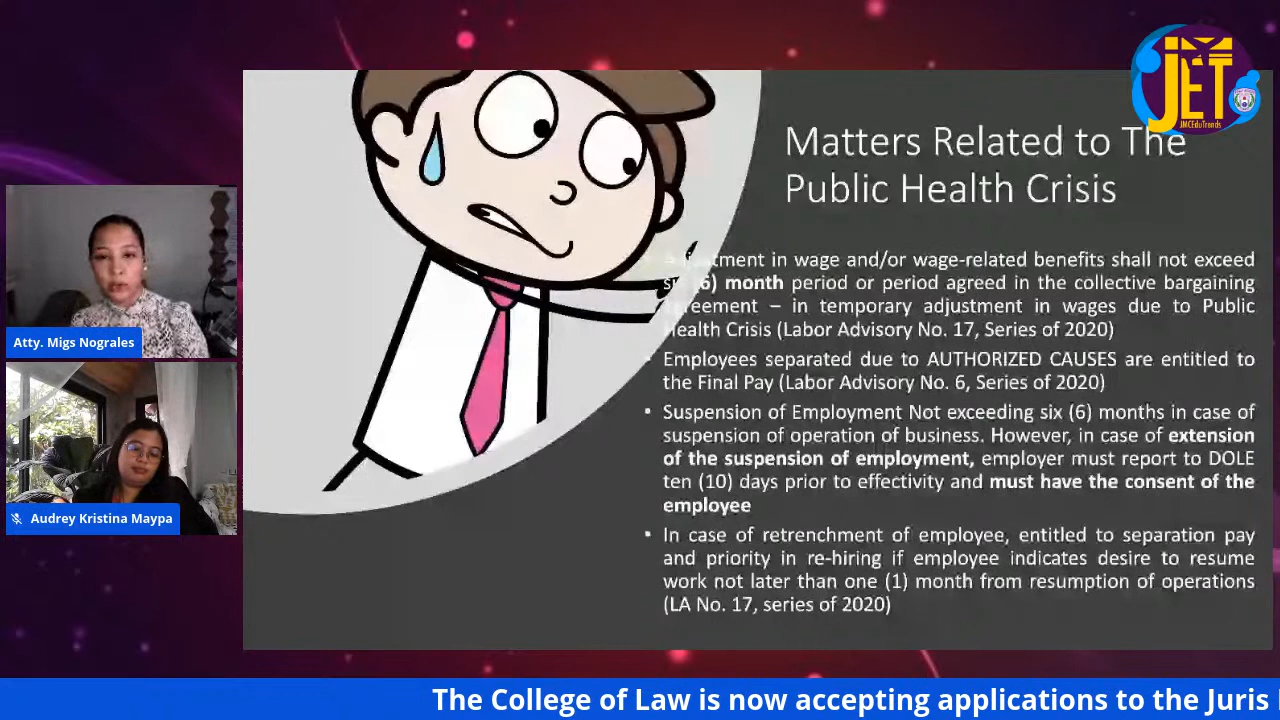 JMC
JET
JMCEduTrends
Matters Related to The
Public Health Crisis
Adjustment in wage and/or wage-related benefits shall not exceed
six (6) month period or period agreed in the collective bargaining
agreement – in temporary adjustment in wages due to Public
Health Crisis (Labor Advisory No. 17, Series of 2020)
• Employees separated due to AUTHORIZED CAUSES are entitled to
the Final Pay (Labor Advisory No. 6, Series of 2020)
• Suspension of Employment Not exceeding six (6) months in case of
suspension of operation of business. However, in case of extension
of the suspension of employment, employer must report to DOLE
ten (10) days prior to effectivity and must have the consent of the
employee
• In case of retrenchment of employee, entitled to separation pay
and priority in re-hiring if employee indicates desire to resume
work not later than one (1) month from resumption of operations
(LA No. 17, series of 2020)
Atty. Migs Nograles
Audrey Kristina Maypa
The College of Law is now accepting applications to the Juris